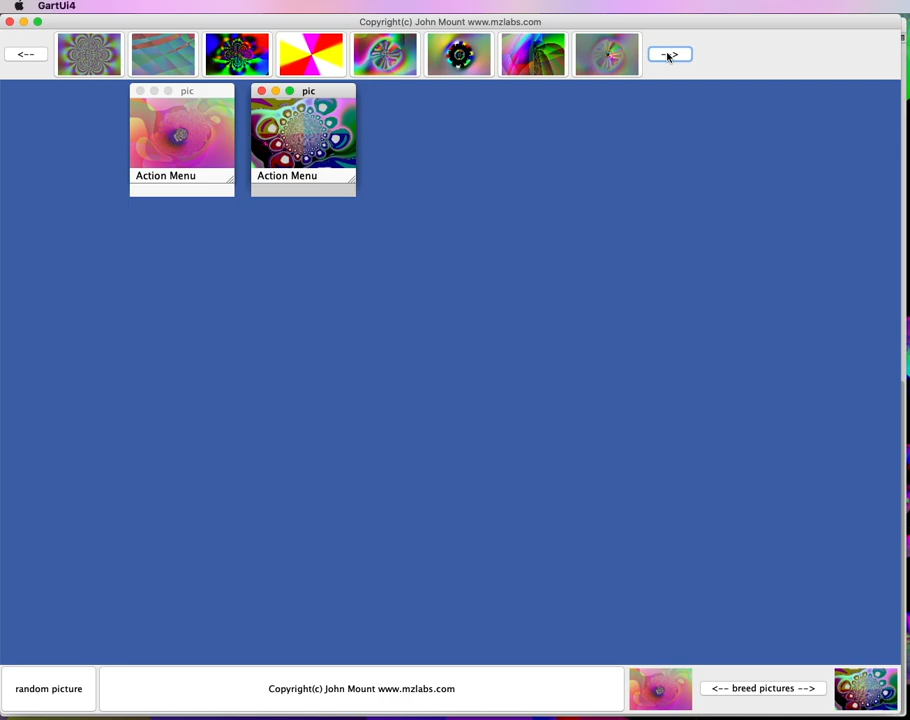 GartUi4
Copyright(c) John Mount www.mzlabs.com
<--
-->
pic
pic
Action Menu
Action Menu
random picture
Copyright(c) John Mount www.mzlabs.com
<-- breed pictures -->